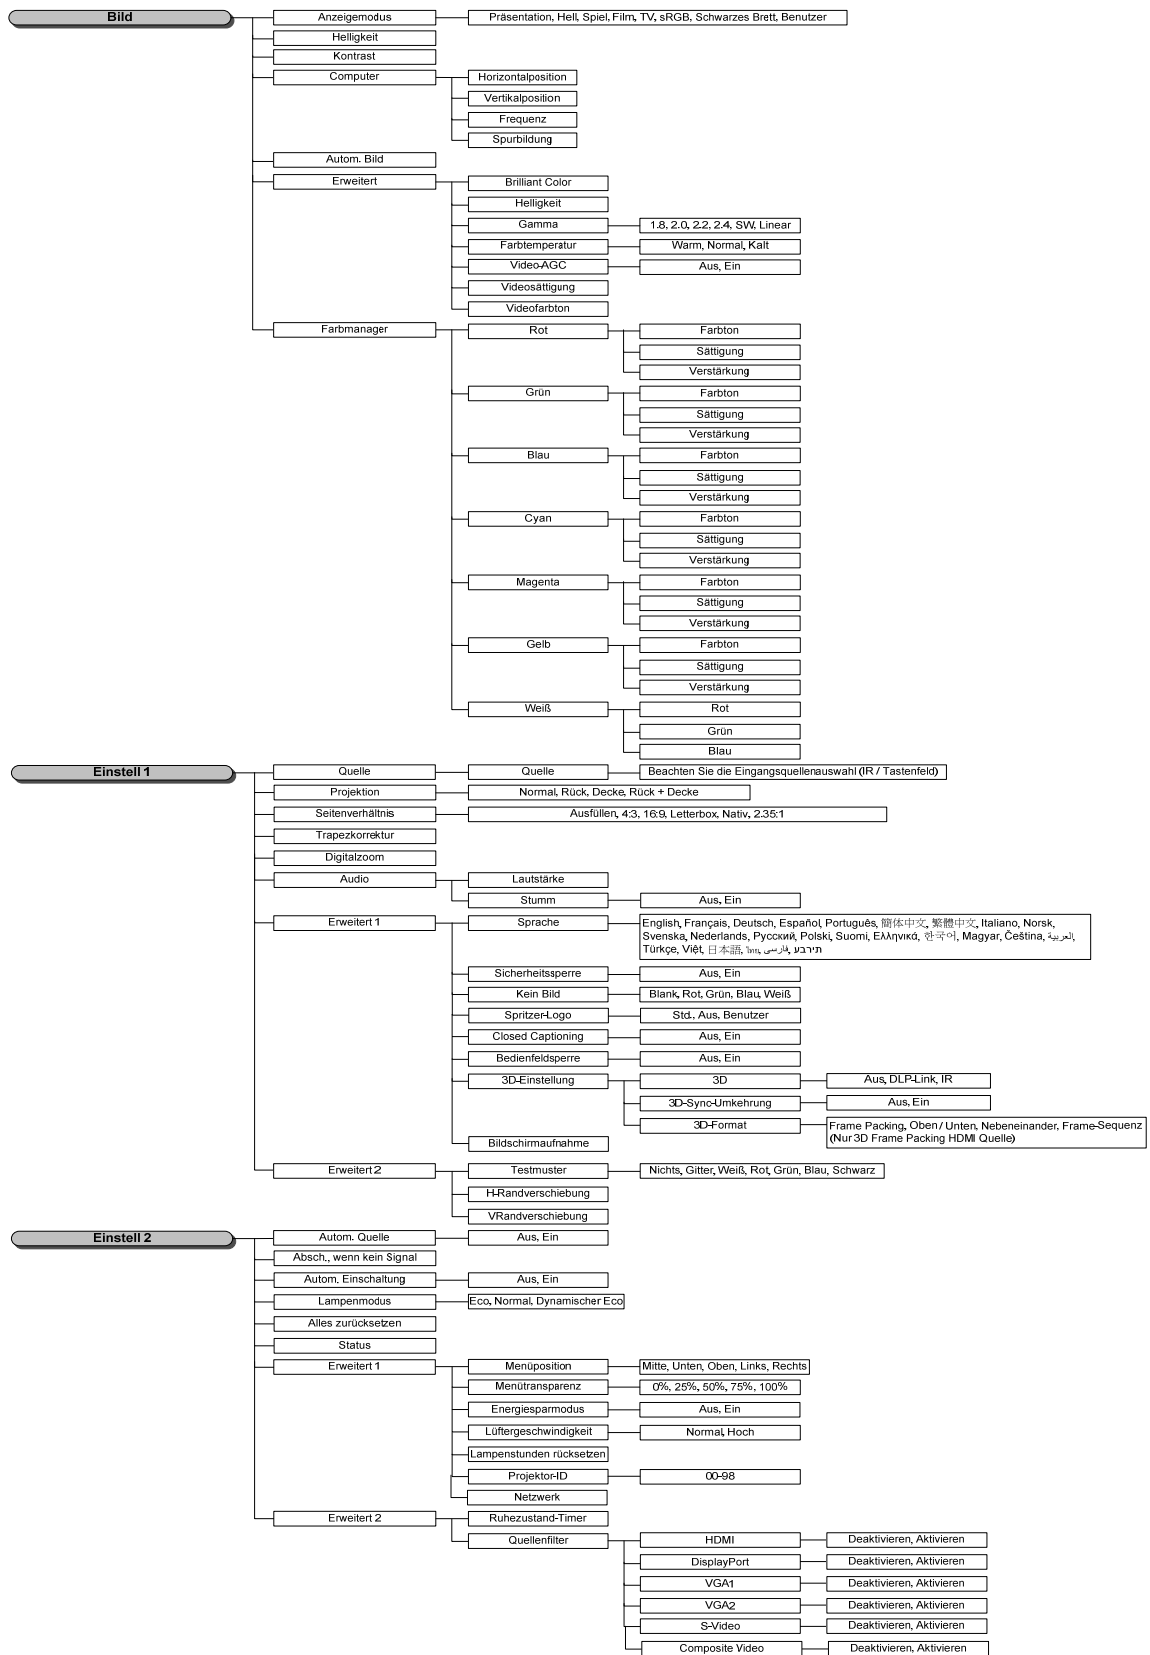 Bild
Anzeigemodus
Präsentation, Hell, Spiel, Film, TV, sRGB, Schwarzes Brett, Benutzer
Helligkeit
Kontrast
Computer
Horizontalposition
Vertikalposition
Frequenz
Spurbildung
Autom. Bild
Erweitert
Brilliant Color
Helligkeit
Gamma
1.8, 2.0, 2.2, 2.4, SW, Linear
Farbtemperatur
Warm, Normal, Kalt
Video-AGC
Aus, Ein
Videosättigung
Videofarbton
Farbmanager
Rot
Farbton
Sättigung
Verstärkung
Grün
Farbton
Sättigung
Verstärkung
Blau
Farbton
Sättigung
Verstärkung
Cyan
Farbton
Sättigung
Verstärkung
Magenta
Farbton
Sättigung
Verstärkung
Gelb
Farbton
Sättigung
Verstärkung
Weiß
Rot
Grün
Blau
Einstell 1
Quelle
Quelle
Beachten Sie die Eingangsquellenauswahl (IR / Tastenfeld)
Projektion
Normal, Rück, Decke, Rück + Decke
Seitenverhältnis
Ausfüllen, 4:3, 16:9, Letterbox, Nativ, 2.35:1
Trapezkorrektur
Digitalzoom
Audio
Lautstärke
Stumm
Aus, Ein
Erweitert 1
Sprache
English, Français, Deutsch, Español, Português, 簡体中文, 繁體中文, Italiano, Norsk,
Svenska, Nederlands, Русский, Polski, Suomi, Ελληνικά, 한국어, Magyar, Čeština, العربية,
Türkçe, Việt, 日本語, ไทย, فارسی, תירבע
Sicherheitssperre
Aus, Ein
Kein Bild
Blank, Rot, Grün, Blau, Weiß
Spritzer-Logo
Std., Aus, Benutzer
Closed Captioning
Aus, Ein
Bedienfeldsperre
Aus, Ein
3D-Einstellung
3D
Aus, DLP-Link, IR
3D-Sync-Umkehrung
Aus, Ein
3D-Format
Frame Packing, Oben / Unten, Nebeneinander, Frame-Sequenz
(Nur 3D Frame Packing HDMI Quelle)
Bildschirmaufnahme
Erweitert 2
Testmuster
Nichts, Gitter, Weiß, Rot, Grün, Blau, Schwarz
H-Randverschiebung
VRandverschiebung
Einstell 2
Autom. Quelle
Aus, Ein
Absch., wenn kein Signal
Autom. Einschaltung
Aus, Ein
Lampenmodus
Eco, Normal, Dynamischer Eco
Alles zurücksetzen
Status
Erweitert 1
Menüposition
Mitte, Unten, Oben, Links, Rechts
Menütransparenz
0%, 25%, 50%, 75%, 100%
Energiesparmodus
Aus, Ein
Lüftergeschwindigkeit
Normal, Hoch
Lampenstunden rücksetzen
Projektor-ID
00-98
Netzwerk
Erweitert 2
Ruhezustand-Timer
Quellenfilter
HDMI
Deaktivieren, Aktivieren
DisplayPort
Deaktivieren, Aktivieren
VGA1
Deaktivieren, Aktivieren
VGA2
Deaktivieren, Aktivieren
S-Video
Deaktivieren, Aktivieren
Composite Video
Deaktivieren, Aktivieren